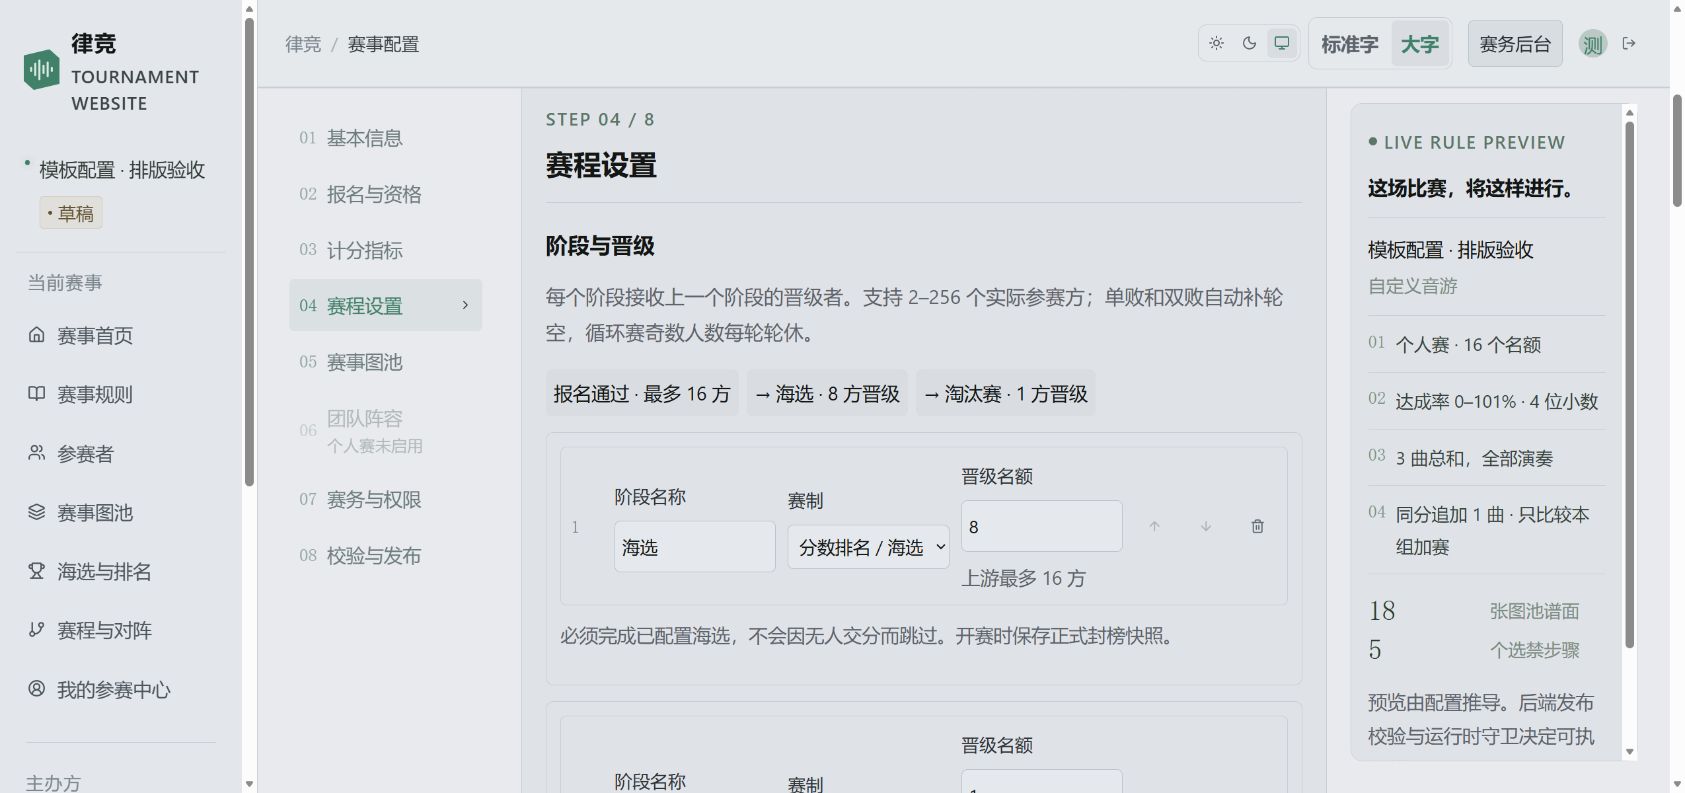 律竞
TOURNAMENT
WEBSITE
模板配置 · 排版验收
• 草稿
当前赛事
赛事首页
赛事规则
参赛者
赛事图池
海选与排名
赛程与对阵
我的参赛中心
主办方
律竞 / 赛事配置
标准字
大字
赛务后台
测
01 基本信息
02 报名与资格
03 计分指标
04 赛程设置
05 赛事图池
06 团队阵容
个人赛未启用
07 赛务与权限
08 校验与发布
STEP 04 / 8
赛程设置
阶段与晋级
每个阶段接收上一个阶段的晋级者。支持 2–256 个实际参赛方；单败和双败自动补轮
空，循环赛奇数人数每轮轮休。
报名通过 · 最多 16 方
→ 海选 · 8 方晋级
→ 淘汰赛 · 1 方晋级
1
阶段名称
海选
赛制
分数排名 / 海选
晋级名额
8
上游最多 16 方
必须完成已配置海选，不会因无人交分而跳过。开赛时保存正式封榜快照。
阶段名称
赛制
晋级名额
LIVE RULE PREVIEW
这场比赛，将这样进行。
模板配置 · 排版验收
自定义音游
01 个人赛 · 16 个名额
02 达成率 0–101% · 4 位小数
03 3 曲总和，全部演奏
04 同分追加 1 曲 · 只比较本
组加赛
18 张图池谱面
5 个选禁步骤
预览由配置推导。后端发布
校验与运行时守卫决定可执